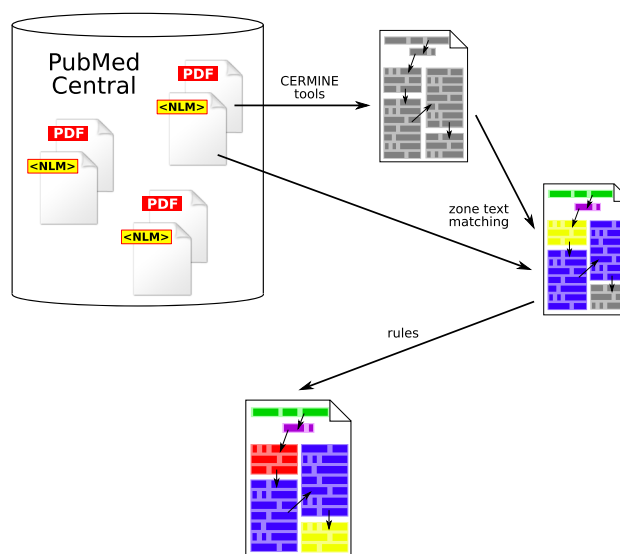 PubMed
Central
PDF
<NLM>
PDF
<NLM>
PDF
<NLM>
CERMINE
tools
zone text
matching
rules